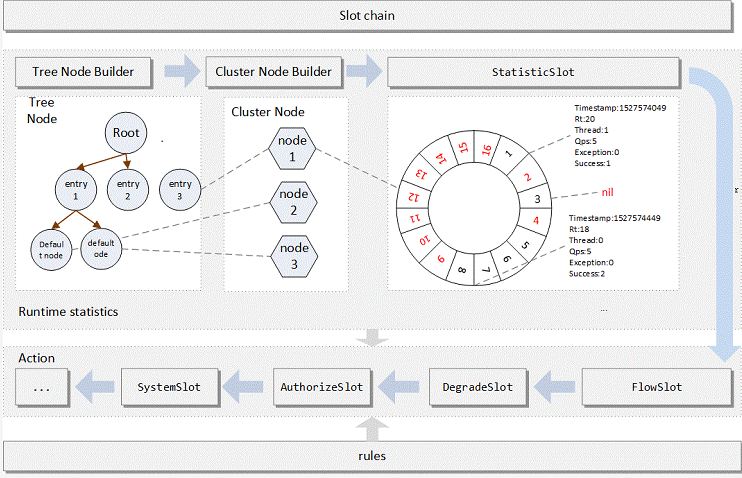 Slot chain
Tree Node Builder
Cluster Node Builder
StatisticSlot
Tree
Node
Root
entry
1
entry
2
entry
3
Defaul
t node
default
ode
Cluster Node
node
1
node
2
node
3
1
2
3
4
5
6
7
8
9
10
11
12
13
14
15
16
Timestamp:1527574049
Rt:20
Thread:1
Qps:5
Exception:0
Success:1
nil
Timestamp:1527574449
Rt:18
Thread:0
Qps:5
Exception:0
Success:2
...
r
Runtime statistics
Action
...
SystemSlot
AuthorizeSlot
DegradeSlot
FlowSlot
rules